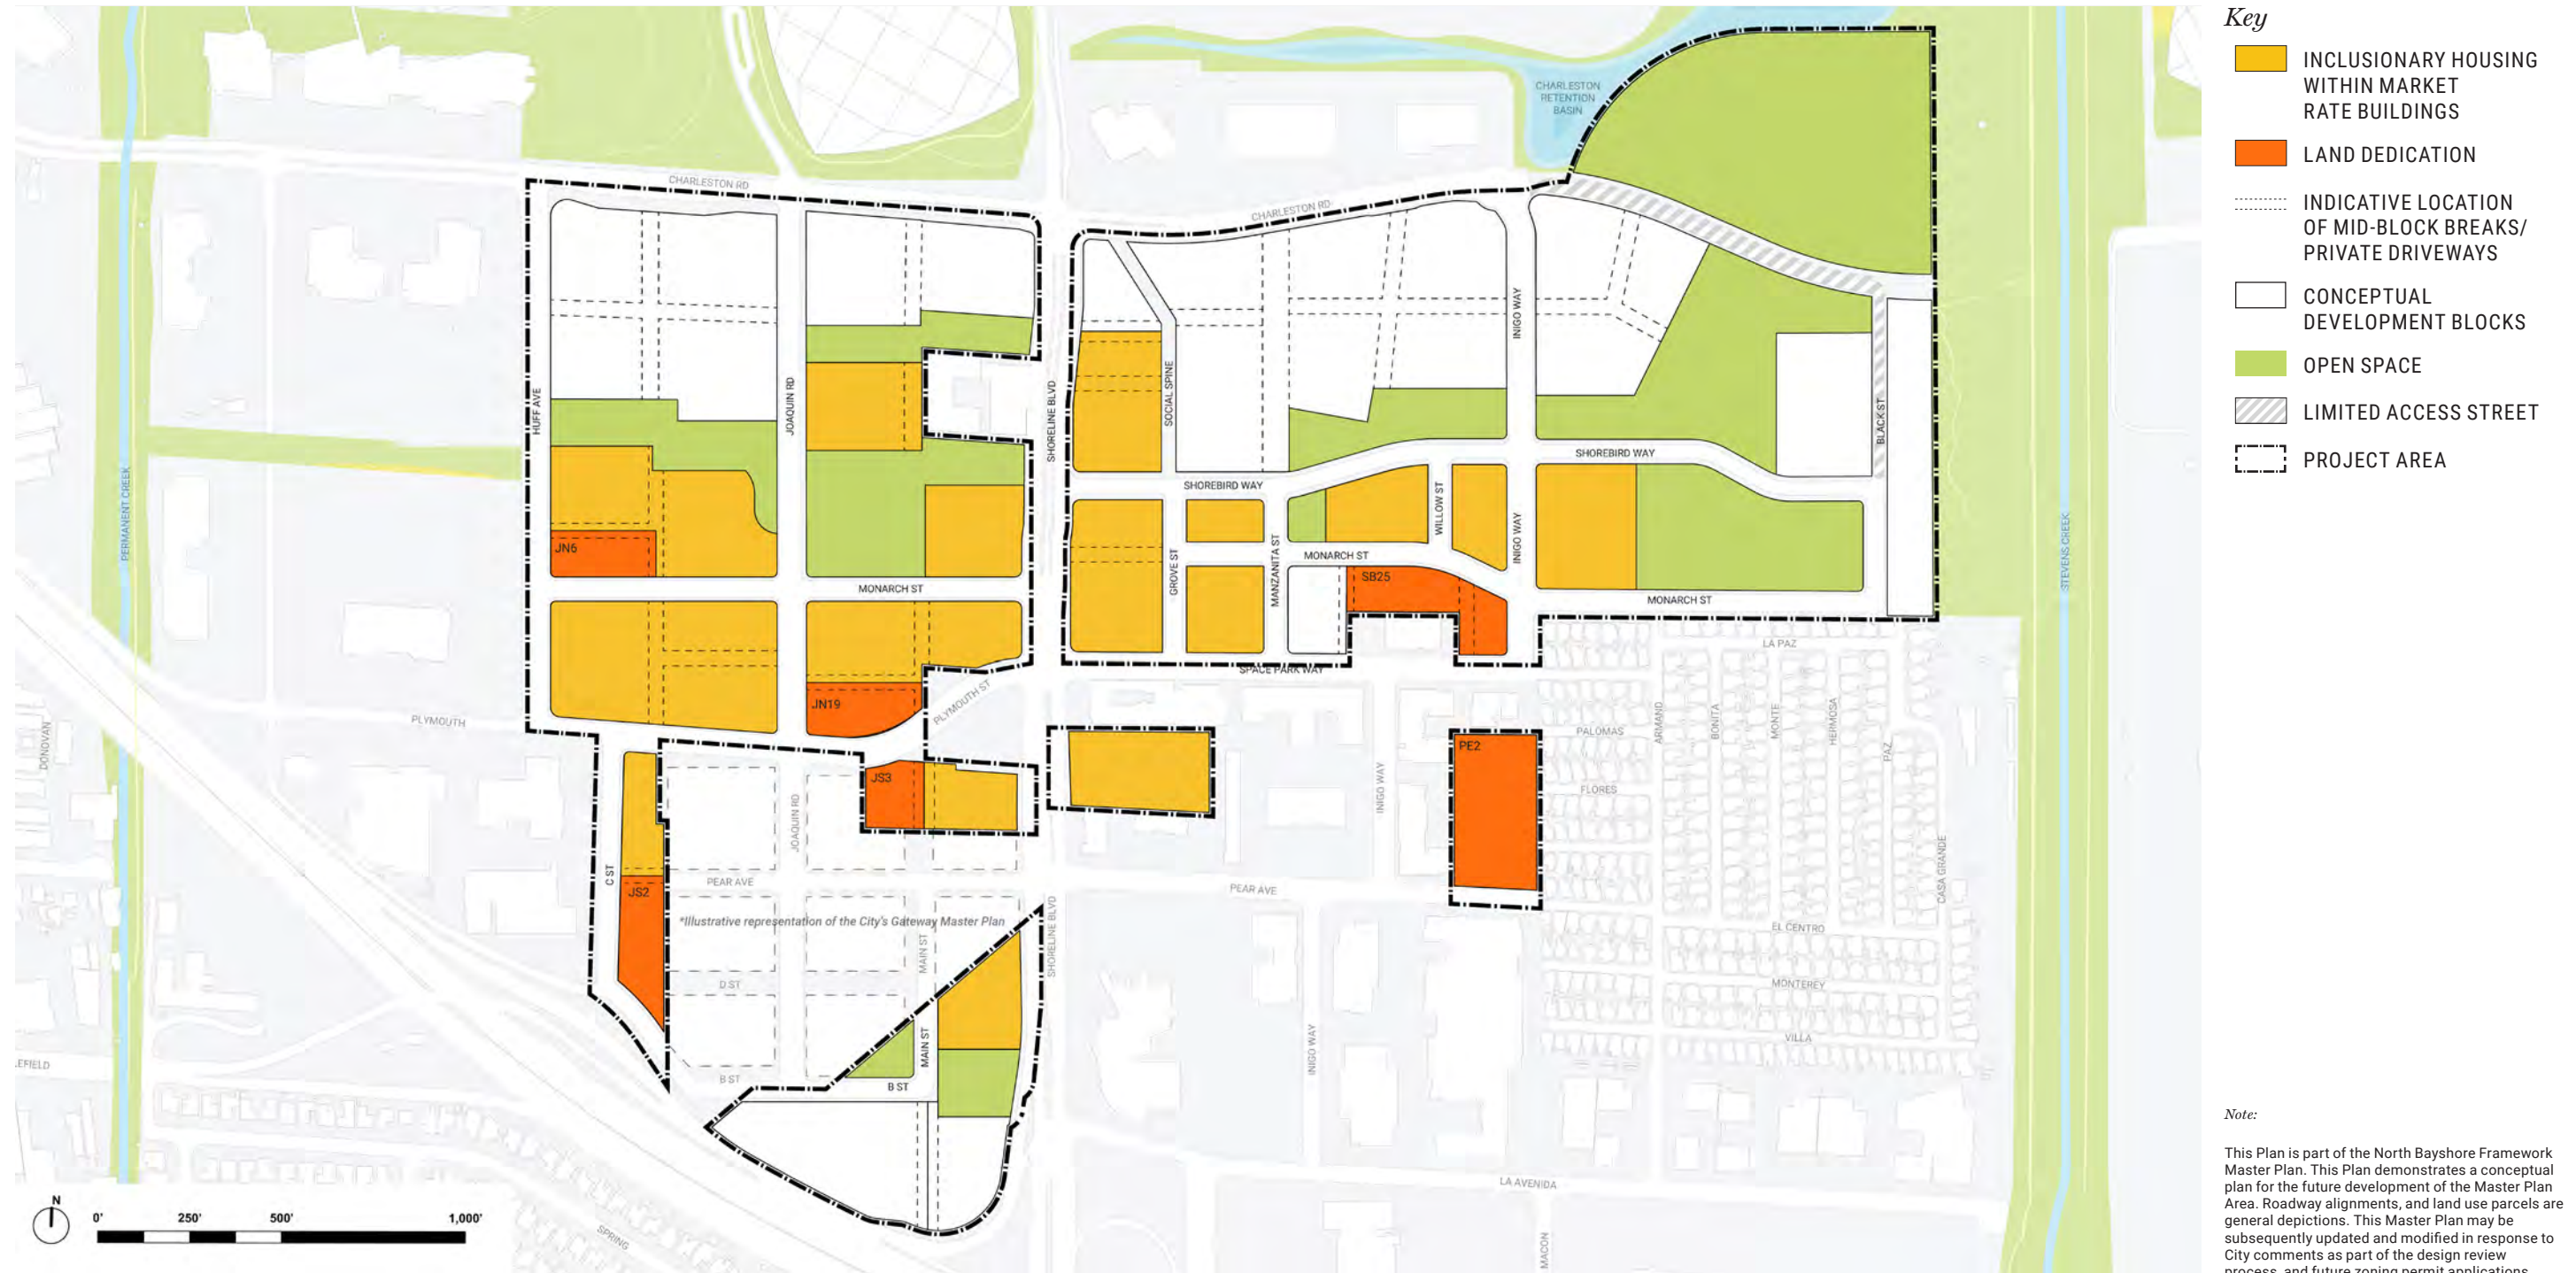 Key
INCLUSIONARY HOUSING
WITHIN MARKET
RATE BUILDINGS
LAND DEDICATION
INDICATIVE LOCATION
OF MID-BLOCK BREAKS/
PRIVATE DRIVEWAYS
CONCEPTUAL
DEVELOPMENT BLOCKS
OPEN SPACE
LIMITED ACCESS STREET
PROJECT AREA
CHARLESTON
RETENTION
BASIN
CHARLESTON RD
CHARLESTON RD
HUFF AVE
JOAQUIN RD
SHORELINE BLVD
SOCIAL SPINE
INIGO WAY
BLACK ST
PERMANENT CREEK
STEVENS CREEK
SHOREBIRD WAY
SHOREBIRD WAY
WILLOW ST
INIGO WAY
GROVE ST
MANZANITA ST
MONARCH ST
MONARCH ST
MONARCH ST
JN6
SB25
LA PAZ
SPACE PARK WAY
JN19
PLYMOUTH ST
PLYMOUTH
DONOVAN
PALOMAS
ARMAND
BONITA
MONTE
HERMOSA
PAZ
PE2
JS3
INIGO WAY
FLORES
JOAQUIN RD
C ST
JS2
PEAR AVE
PEAR AVE
CASA GRANDE
*Illustrative representation of the City's Gateway Master Plan
MAIN ST
SHORELINE BLVD
EL CENTRO
D ST
MONTEREY
MAIN ST
INIGO WAY
VILLA
LEFIELD
B ST
B ST
LA AVENIDA
SPRING
MACON
N
0'
250'
500'
1,000'
Note:
This Plan is part of the North Bayshore Framework
Master Plan. This Plan demonstrates a conceptual
plan for the future development of the Master Plan
Area. Roadway alignments, and land use parcels are
general depictions. This Master Plan may be
subsequently updated and modified in response to
City comments as part of the design review
process, and future zoning permit applications